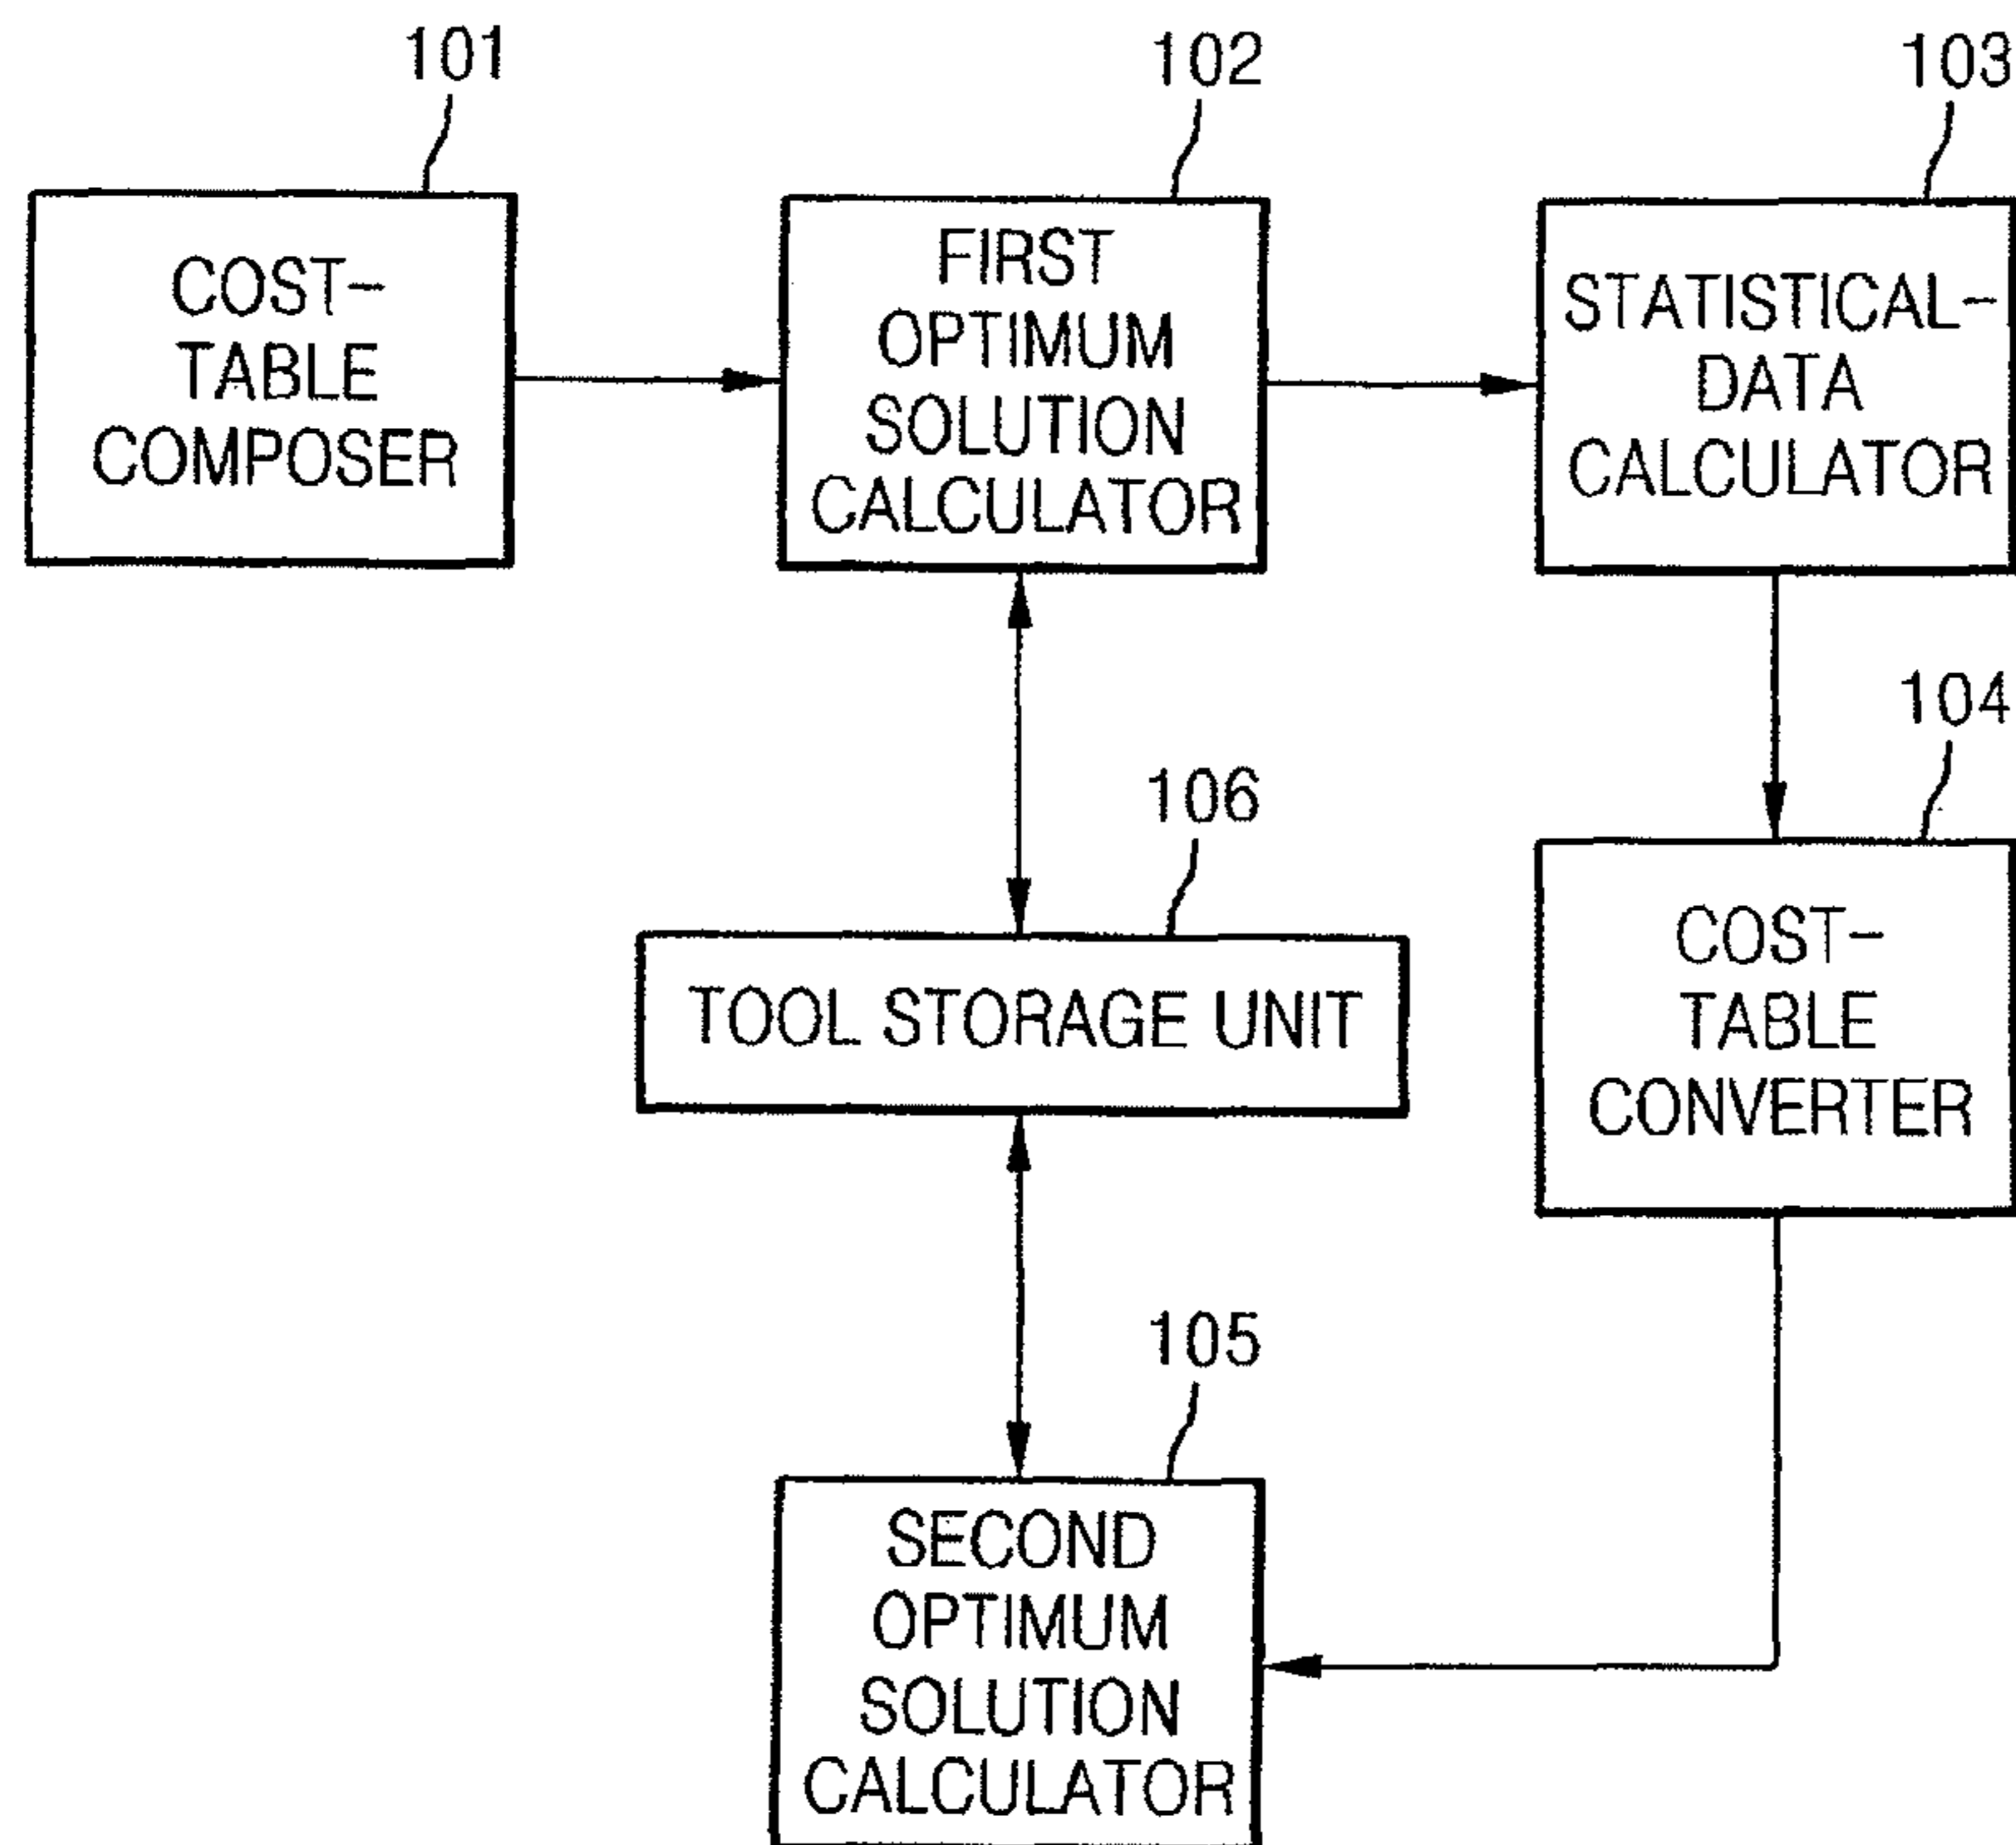 101
COST-
TABLE
COMPOSER
102
FIRST
OPTIMUM
SOLUTION
CALCULATOR
103
STATISTICAL-
DATA
CALCULATOR
104
COST-
TABLE
CONVERTER
106
TOOL STORAGE UNIT
105
SECOND
OPTIMUM
SOLUTION
CALCULATOR